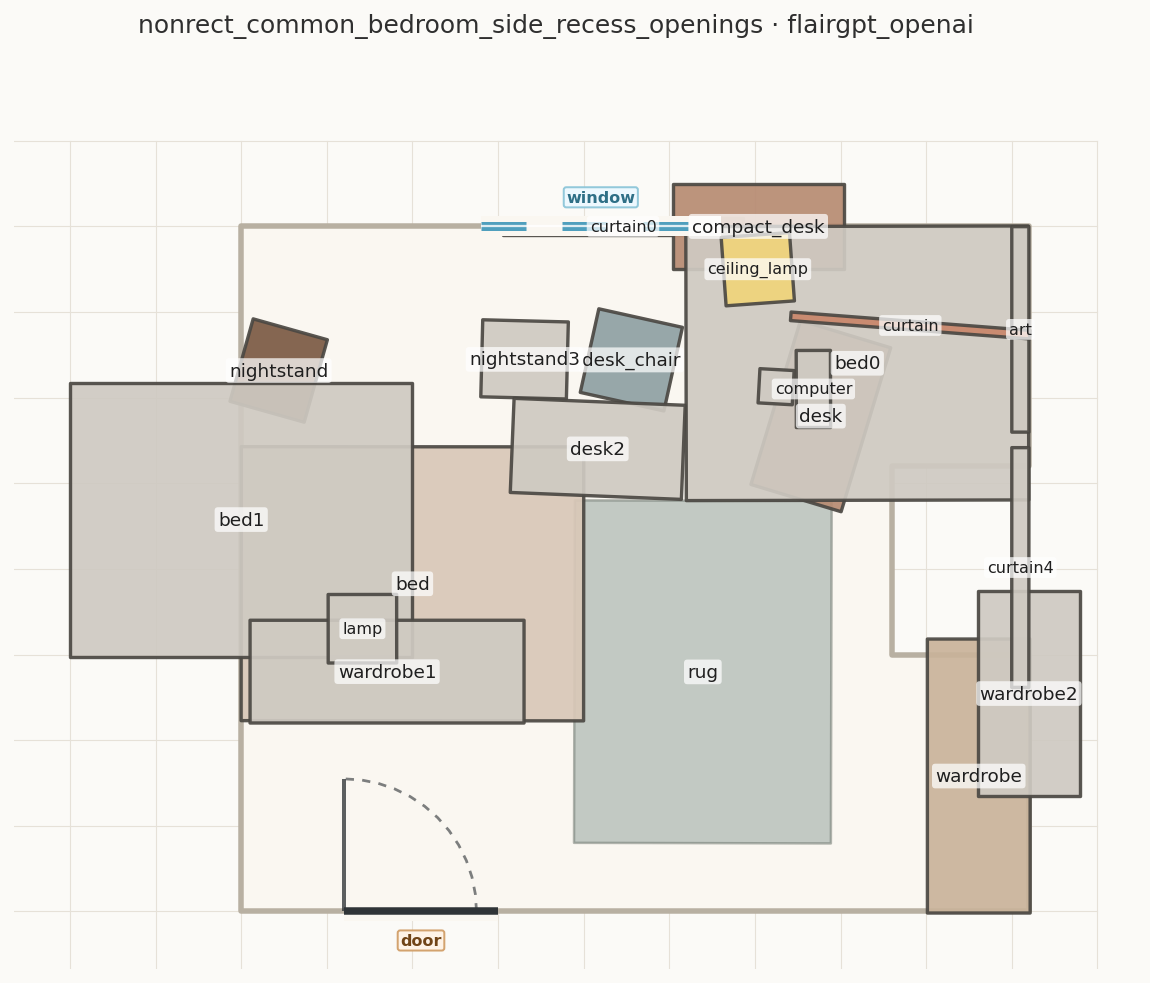 nonrect_common_bedroom_side_recess_openings · flairgpt_openai
window
curtain0
compact_desk
ceiling_lamp
curtain
art
nightstand3
desk_chair
bed0
nightstand
computer
desk
desk2
bed1
curtain4
bed
lamp
wardrobe1
rug
wardrobe2
wardrobe
door